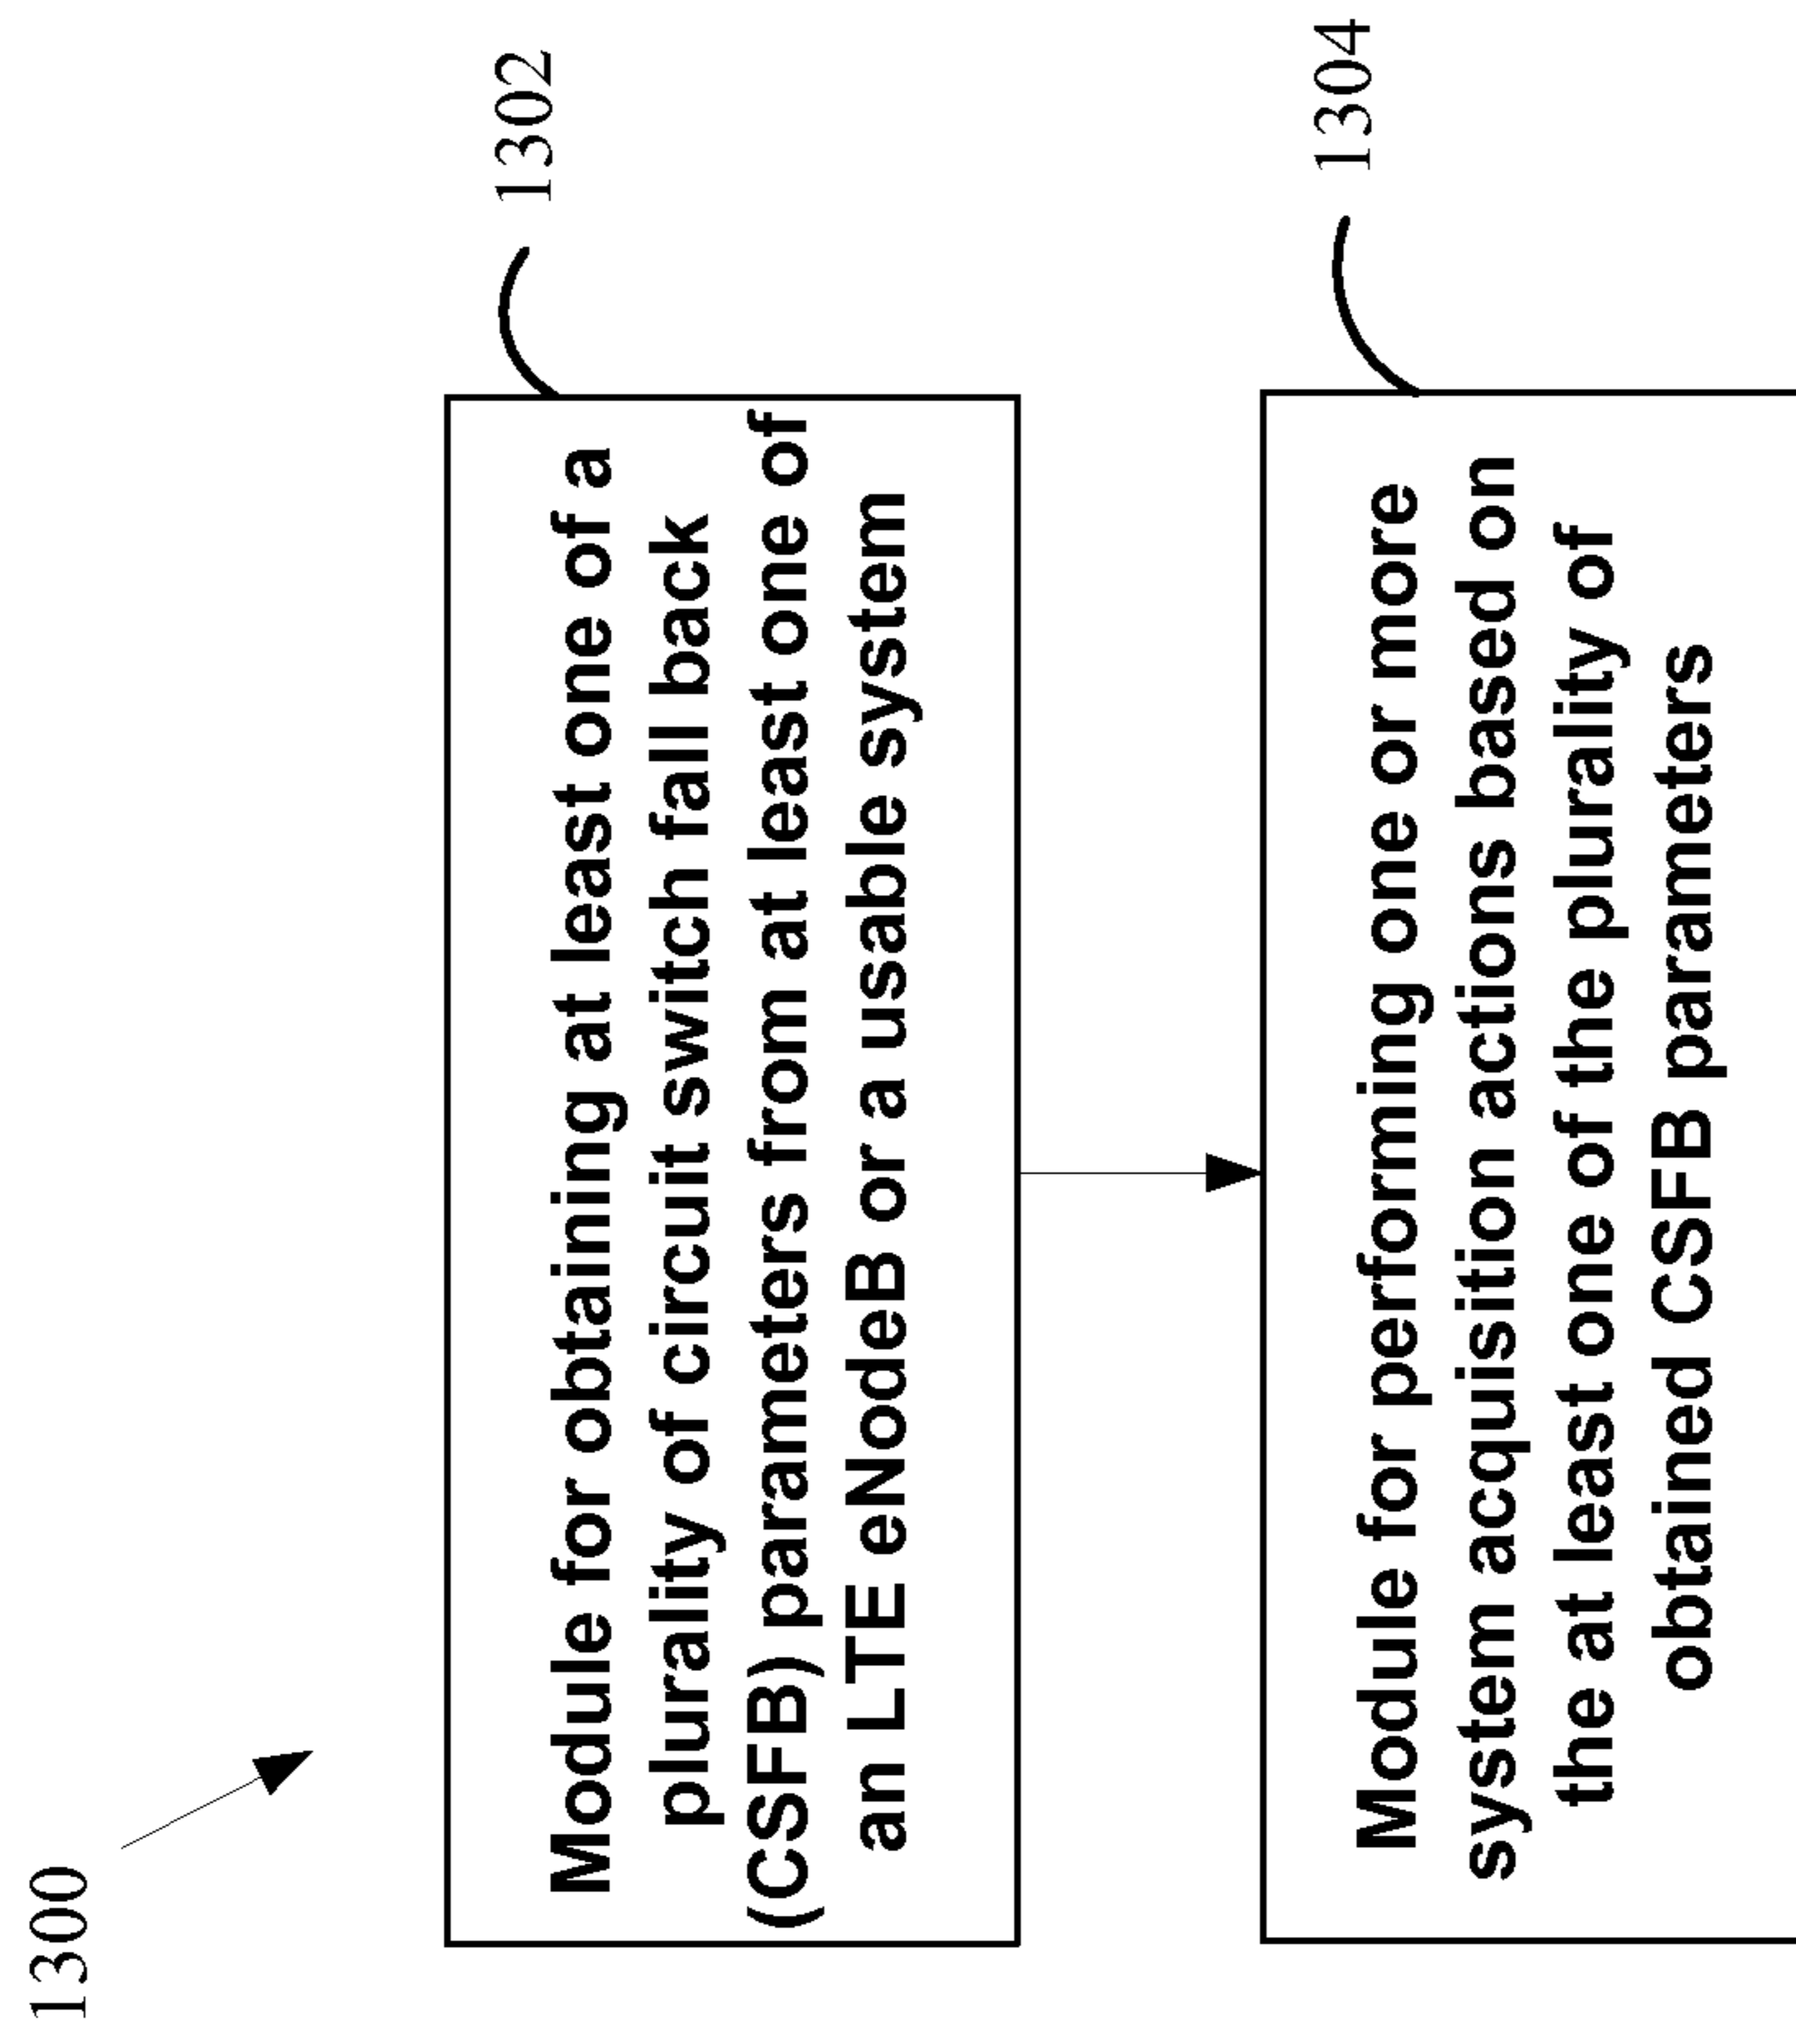 1300
1302
Module for obtaining at least one of a
plurality of circuit switch fall back
(CSFB) parameters from at least one of
an LTE eNodeB or a usable system
1304
Module for performing one or more
system acquisition actions based on
the at least one of the plurality of
obtained CSFB parameters